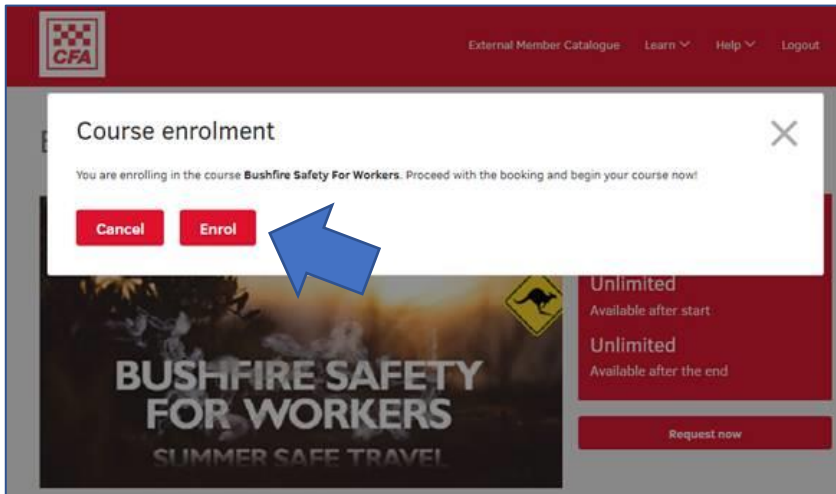 CFA
External Member Catalogue Learn Help Logout
Course enrolment
You are enrolling in the course Bushfire Safety For Workers. Proceed with the booking and begin your course now!
Cancel Enrol
Unlimited
Available after start
Unlimited
Available after the end
BUSHFIRE SAFETY
FOR WORKERS
SUMMER SAFE TRAVEL
Request now